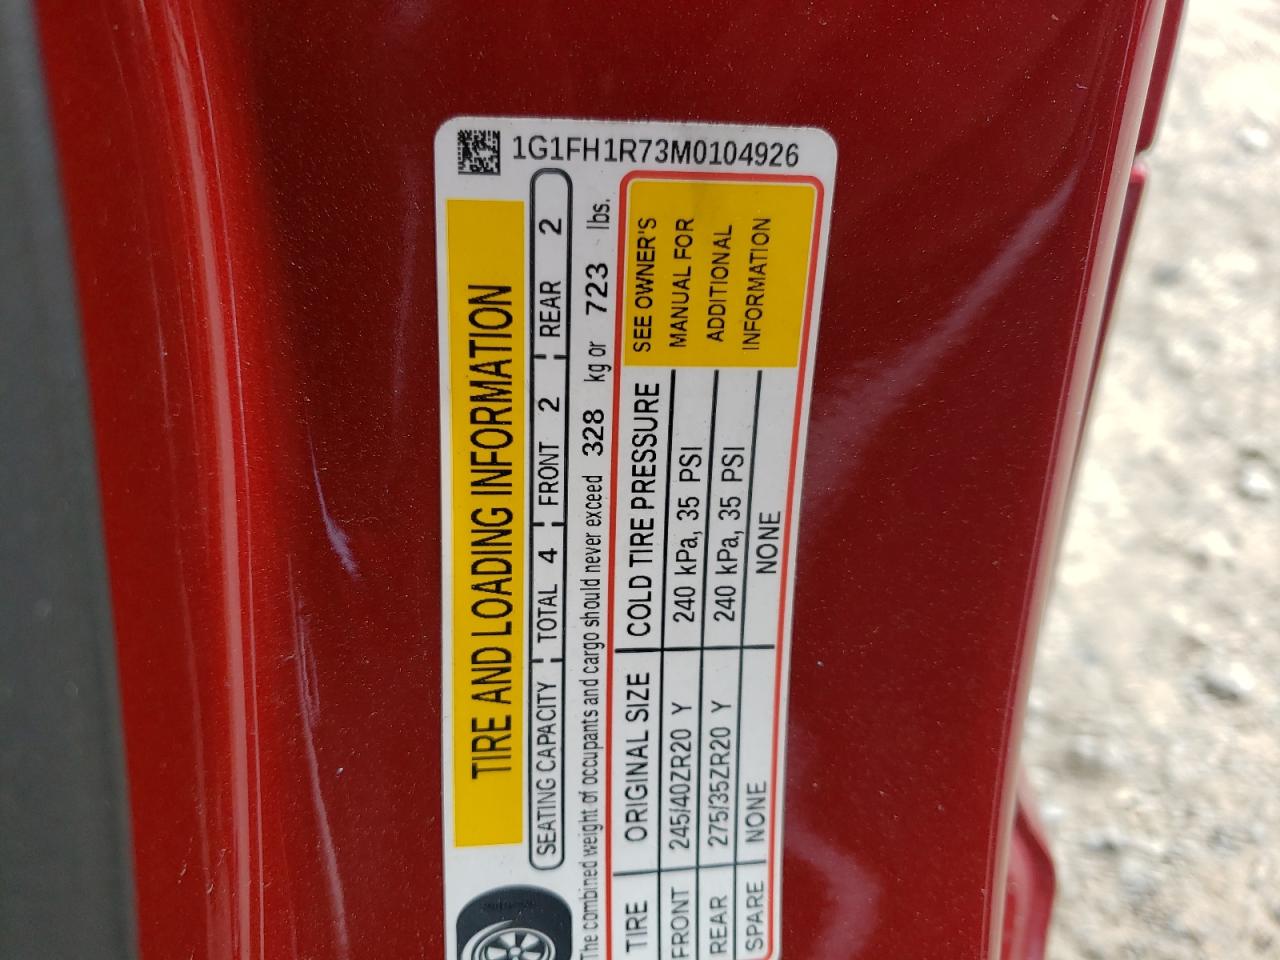 1G1FH1R73M0104926
TIRE AND LOADING INFORMATION
SEATING CAPACITY TOTAL 4 FRONT 2 REAR 2
The combined weight of occupants and cargo should never exceed 328 kg or 723 lbs.
TIRE ORIGINAL SIZE COLD TIRE PRESSURE
FRONT 245/40ZR20 Y 240 kPa, 35 PSI
REAR 275/35ZR20 Y 240 kPa, 35 PSI
SPARE NONE NONE
SEE OWNER'S
MANUAL FOR
ADDITIONAL
INFORMATION